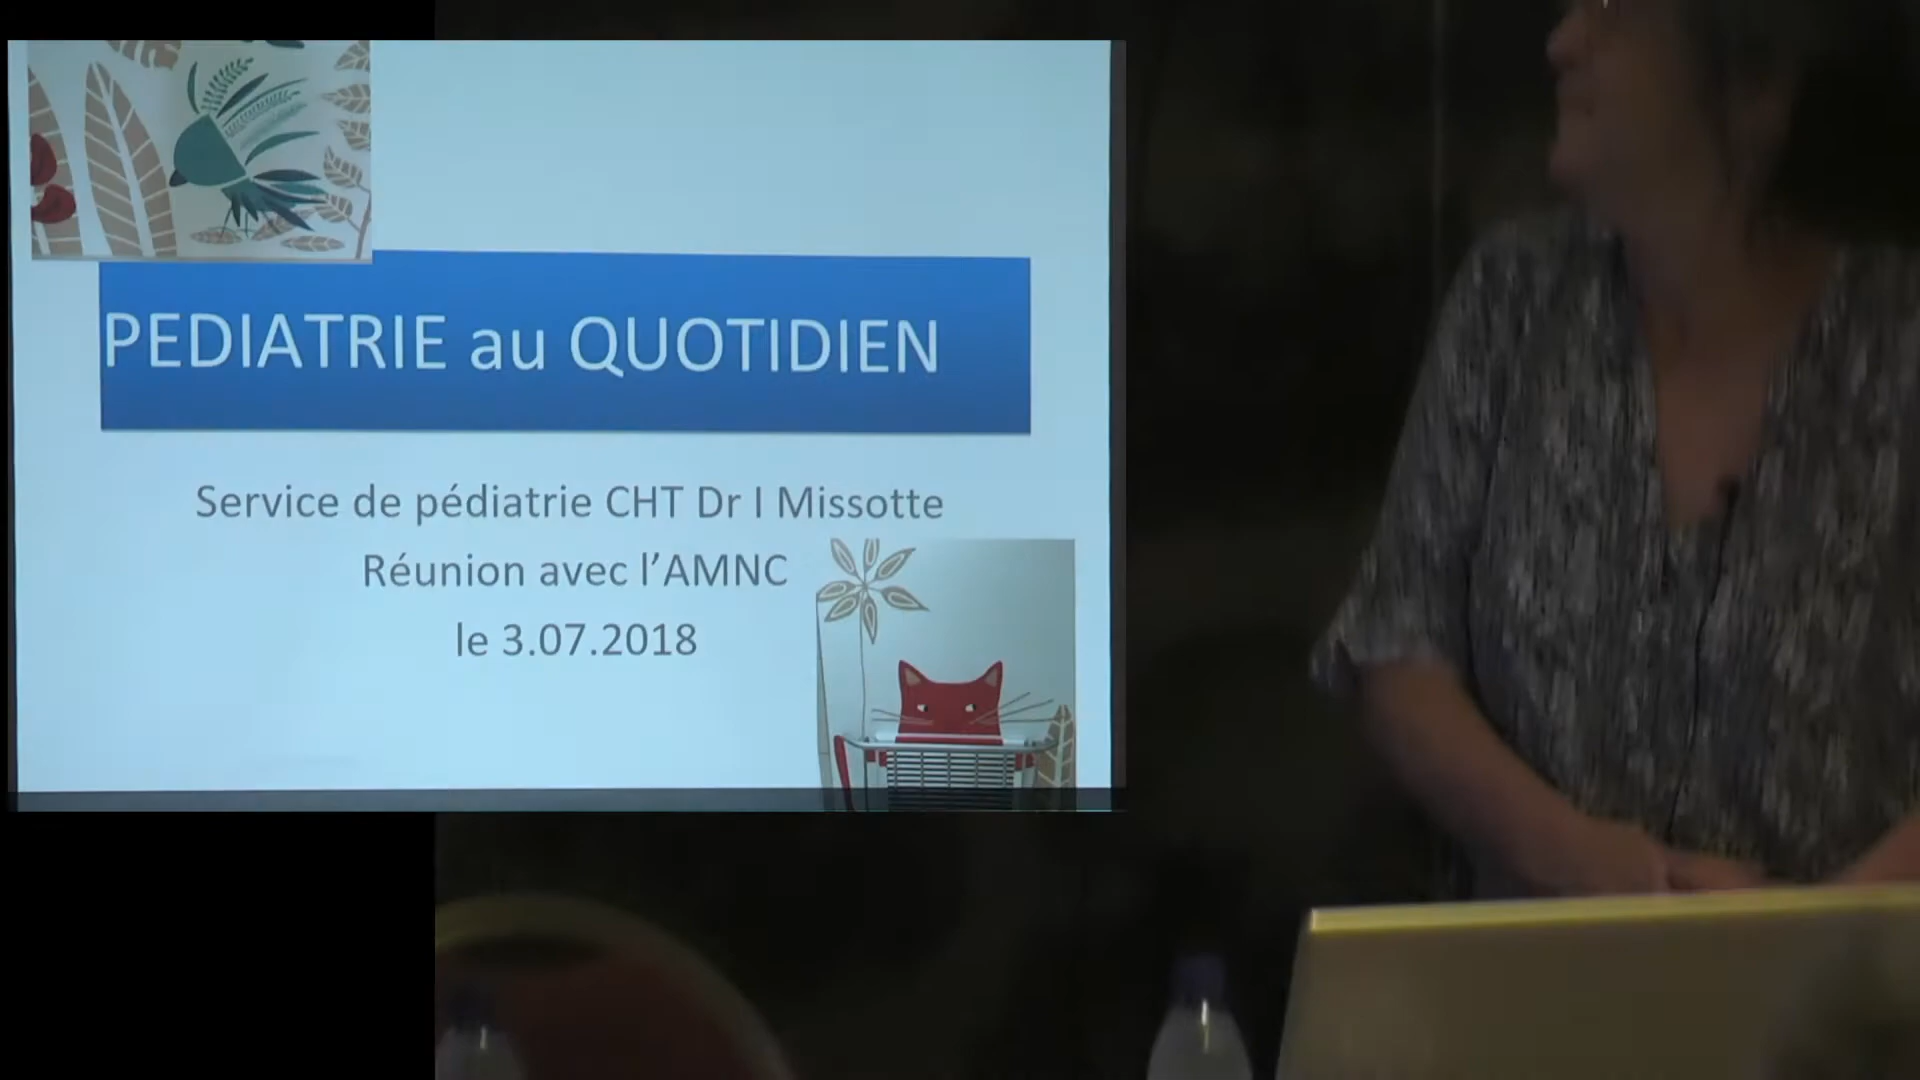 PEDIATRIE au QUOTIDIEN
Service de pédiatrie CHT Dr I Missotte
Réunion avec l'AMNC
le 3.07.2018